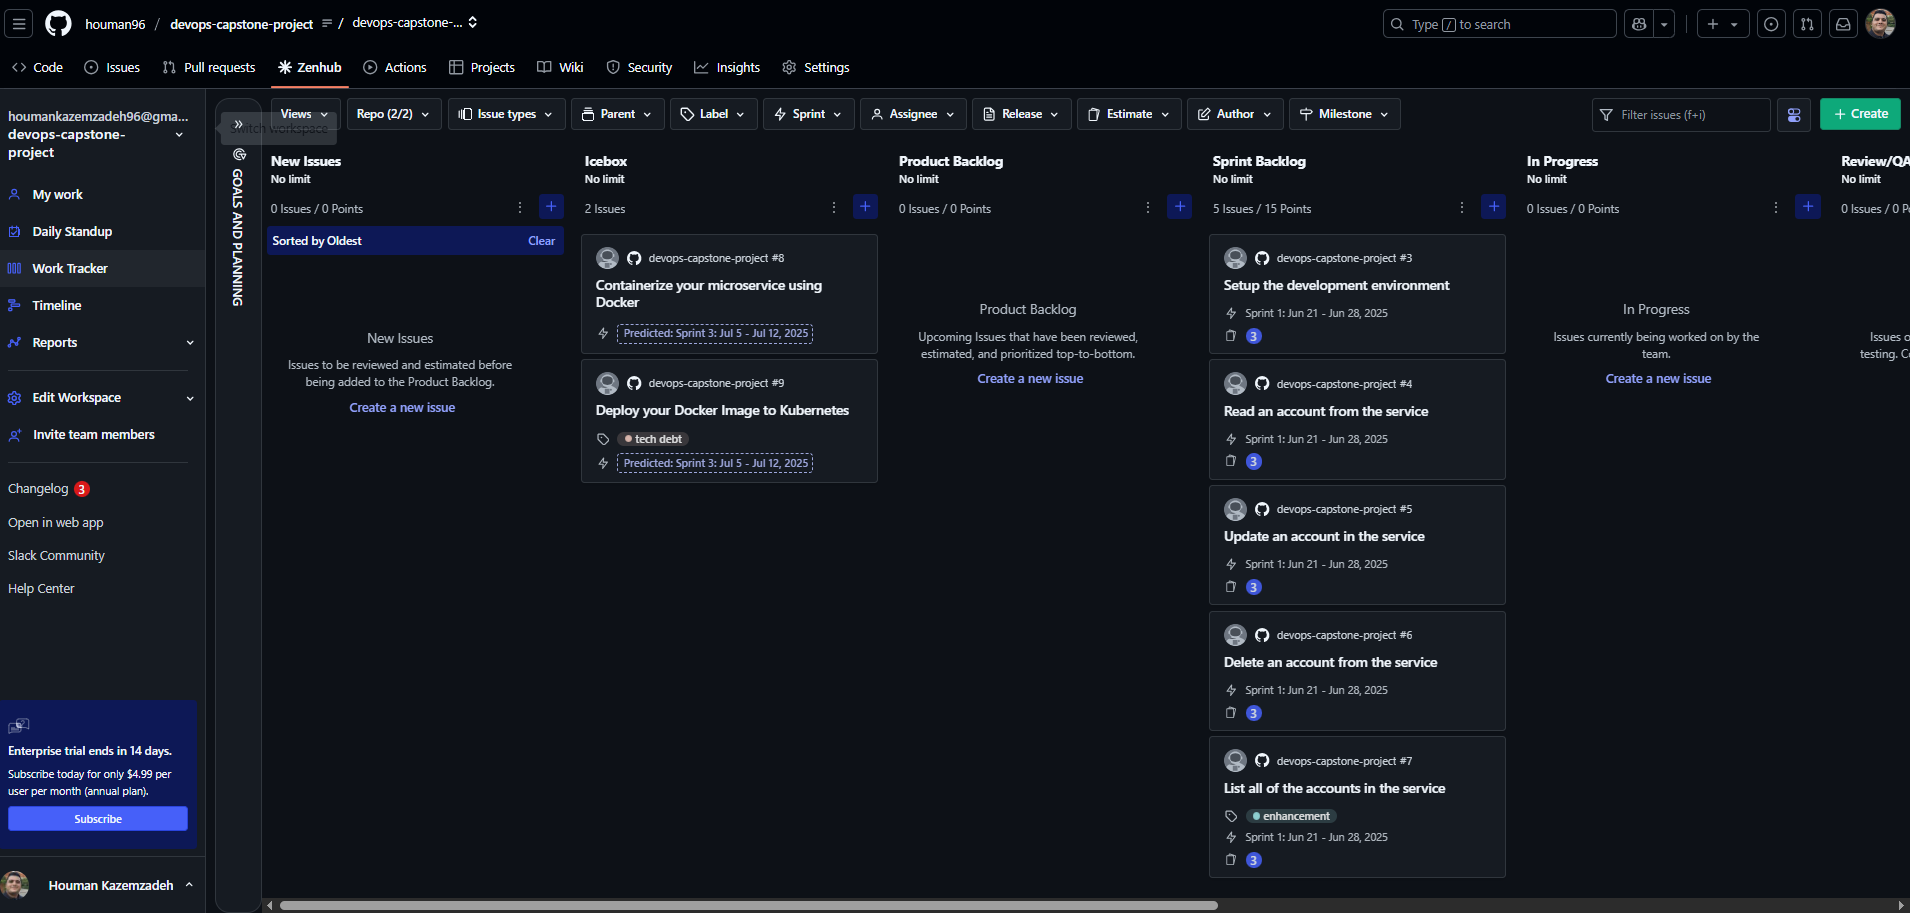 houman96 / devops-capstone-project / devops-capstone-...
Type / to search
Code
Issues
Pull requests
Zenhub
Actions
Projects
Wiki
Security
Insights
Settings
houmankazemzadeh96@gma...
devops-capstone-
project
My work
Daily Standup
Work Tracker
Timeline
Reports
Edit Workspace
Invite team members
Changelog 3
Open in web app
Slack Community
Help Center
Enterprise trial ends in 14 days.
Subscribe today for only $4.99 per
user per month (annual plan).
Subscribe
Houman Kazemzadeh
Switch workspace
GOALS AND PLANNING
Views
Repo (2/2)
Issue types
Parent
Label
Sprint
Assignee
Release
Estimate
Author
Milestone
Filter issues (f+i)
+ Create
New Issues
No limit
0 Issues / 0 Points
Sorted by Oldest
Clear
New Issues
Issues to be reviewed and estimated before
being added to the Product Backlog.
Create a new issue
Icebox
No limit
2 Issues
devops-capstone-project #8
Containerize your microservice using
Docker
Predicted: Sprint 3: Jul 5 - Jul 12, 2025
devops-capstone-project #9
Deploy your Docker Image to Kubernetes
tech debt
Predicted: Sprint 3: Jul 5 - Jul 12, 2025
Product Backlog
No limit
0 Issues / 0 Points
Product Backlog
Upcoming Issues that have been reviewed,
estimated, and prioritized top-to-bottom.
Create a new issue
Sprint Backlog
No limit
5 Issues / 15 Points
devops-capstone-project #3
Setup the development environment
Sprint 1: Jun 21 - Jun 28, 2025
3
devops-capstone-project #4
Read an account from the service
Sprint 1: Jun 21 - Jun 28, 2025
3
devops-capstone-project #5
Update an account in the service
Sprint 1: Jun 21 - Jun 28, 2025
3
devops-capstone-project #6
Delete an account from the service
Sprint 1: Jun 21 - Jun 28, 2025
3
devops-capstone-project #7
List all of the accounts in the service
enhancement
Sprint 1: Jun 21 - Jun 28, 2025
3
In Progress
No limit
0 Issues / 0 Points
In Progress
Issues currently being worked on by the
team.
Create a new issue
Review/QA
No limit
0 Issues / 0 P
Issues o
testing. C